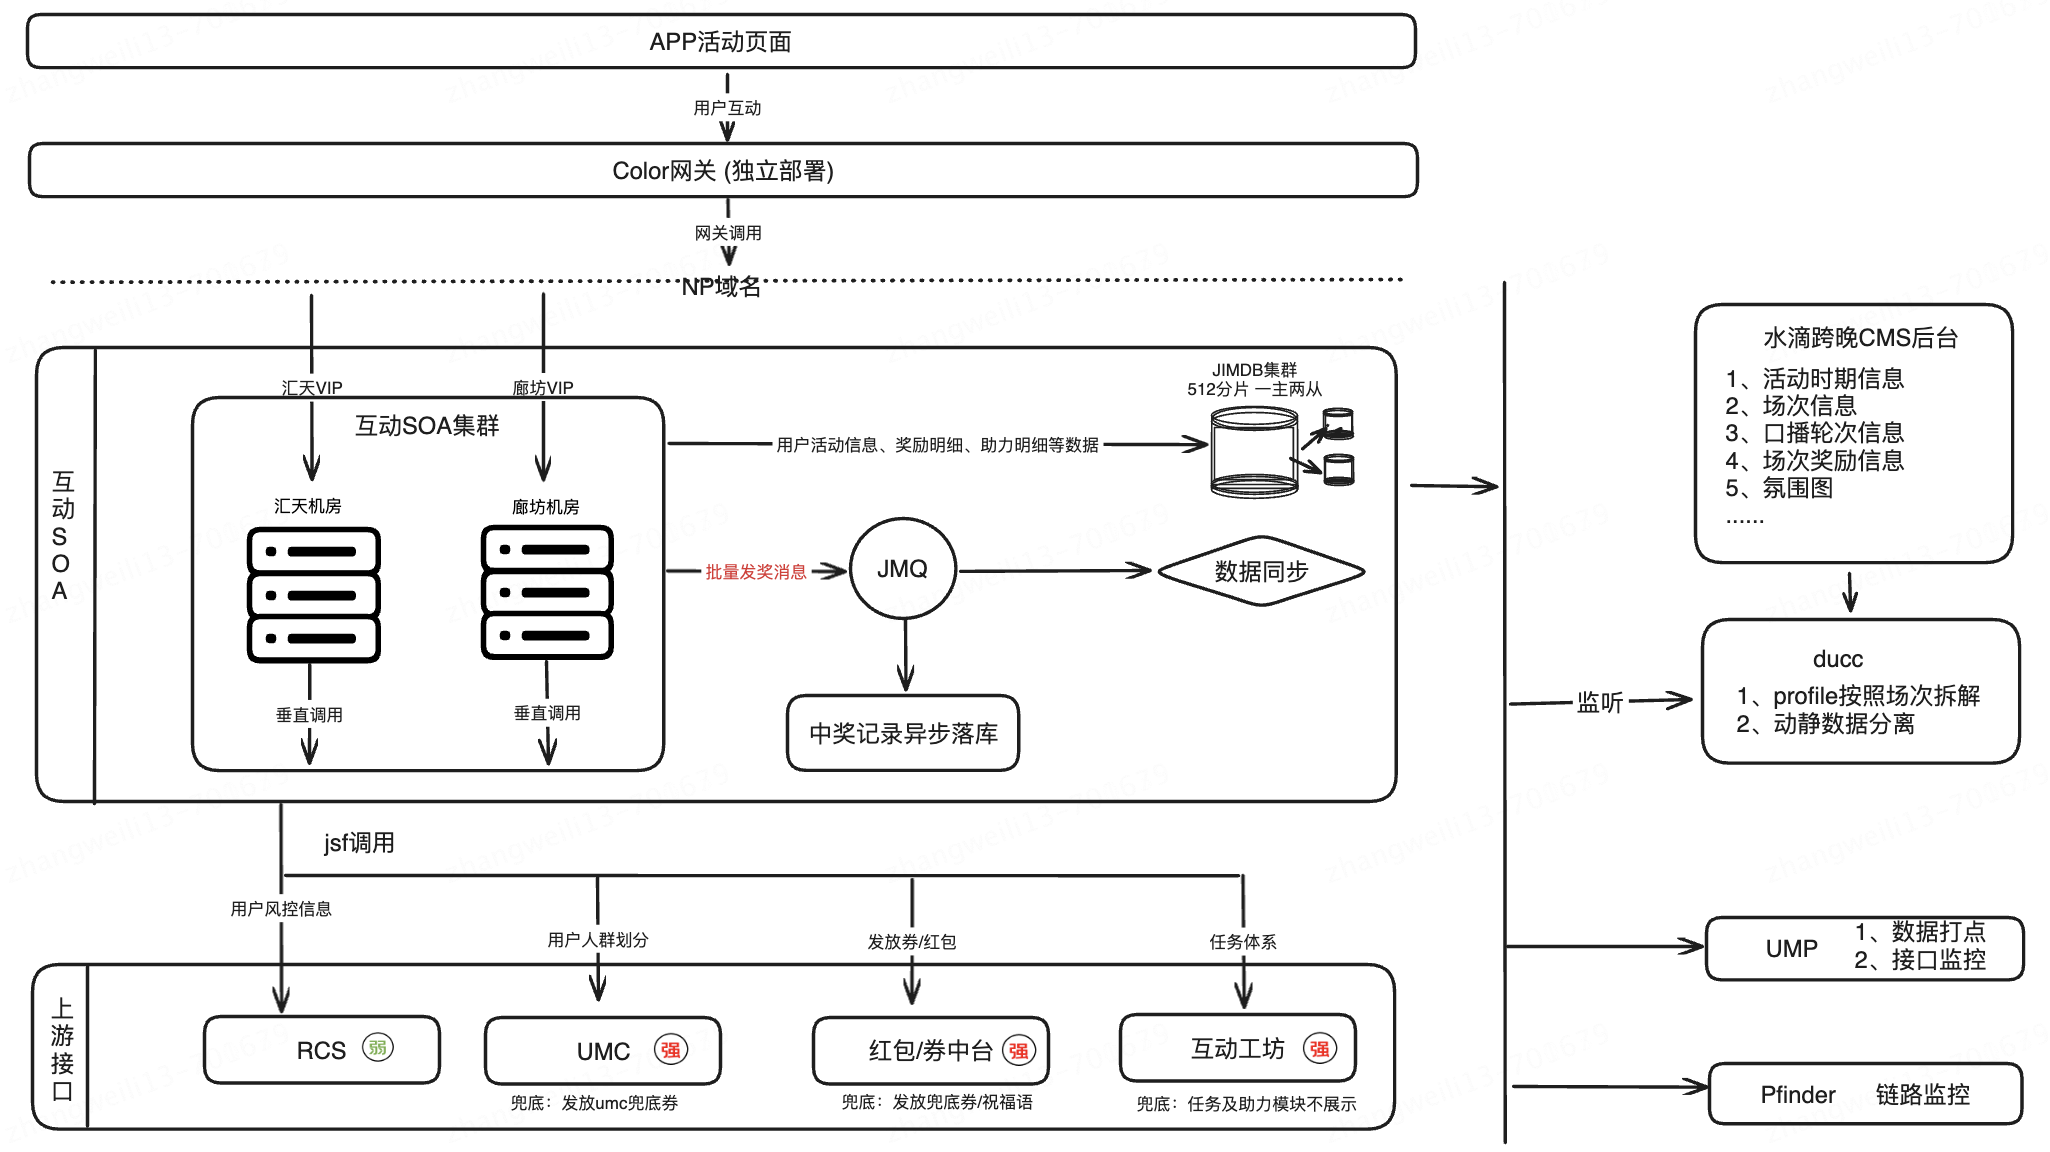 APP活动页面
用户互动
Color网关 (独立部署)
网关调用
NP域名
互动SOA
汇天VIP
廊坊VIP
互动SOA集群
汇天机房
廊坊机房
垂直调用
垂直调用
用户活动信息、奖励明细、助力明细等数据
JIMDB集群
512分片 一主两从
批量发奖消息
JMQ
数据同步
中奖记录异步落库
jsf调用
用户风控信息
用户人群划分
发放券/红包
任务体系
上游接口
RCS 弱
UMC 强
红包/券中台 强
互动工坊 强
兜底：发放umc兜底券
兜底：发放兜底券/祝福语
兜底：任务及助力模块不展示
水滴跨晚CMS后台
1、活动时期信息
2、场次信息
3、口播轮次信息
4、场次奖励信息
5、氛围图
......
监听
ducc
1、profile按照场次拆解
2、动静数据分离
UMP
1、数据打点
2、接口监控
Pfinder 链路监控
zhangweili13-708679